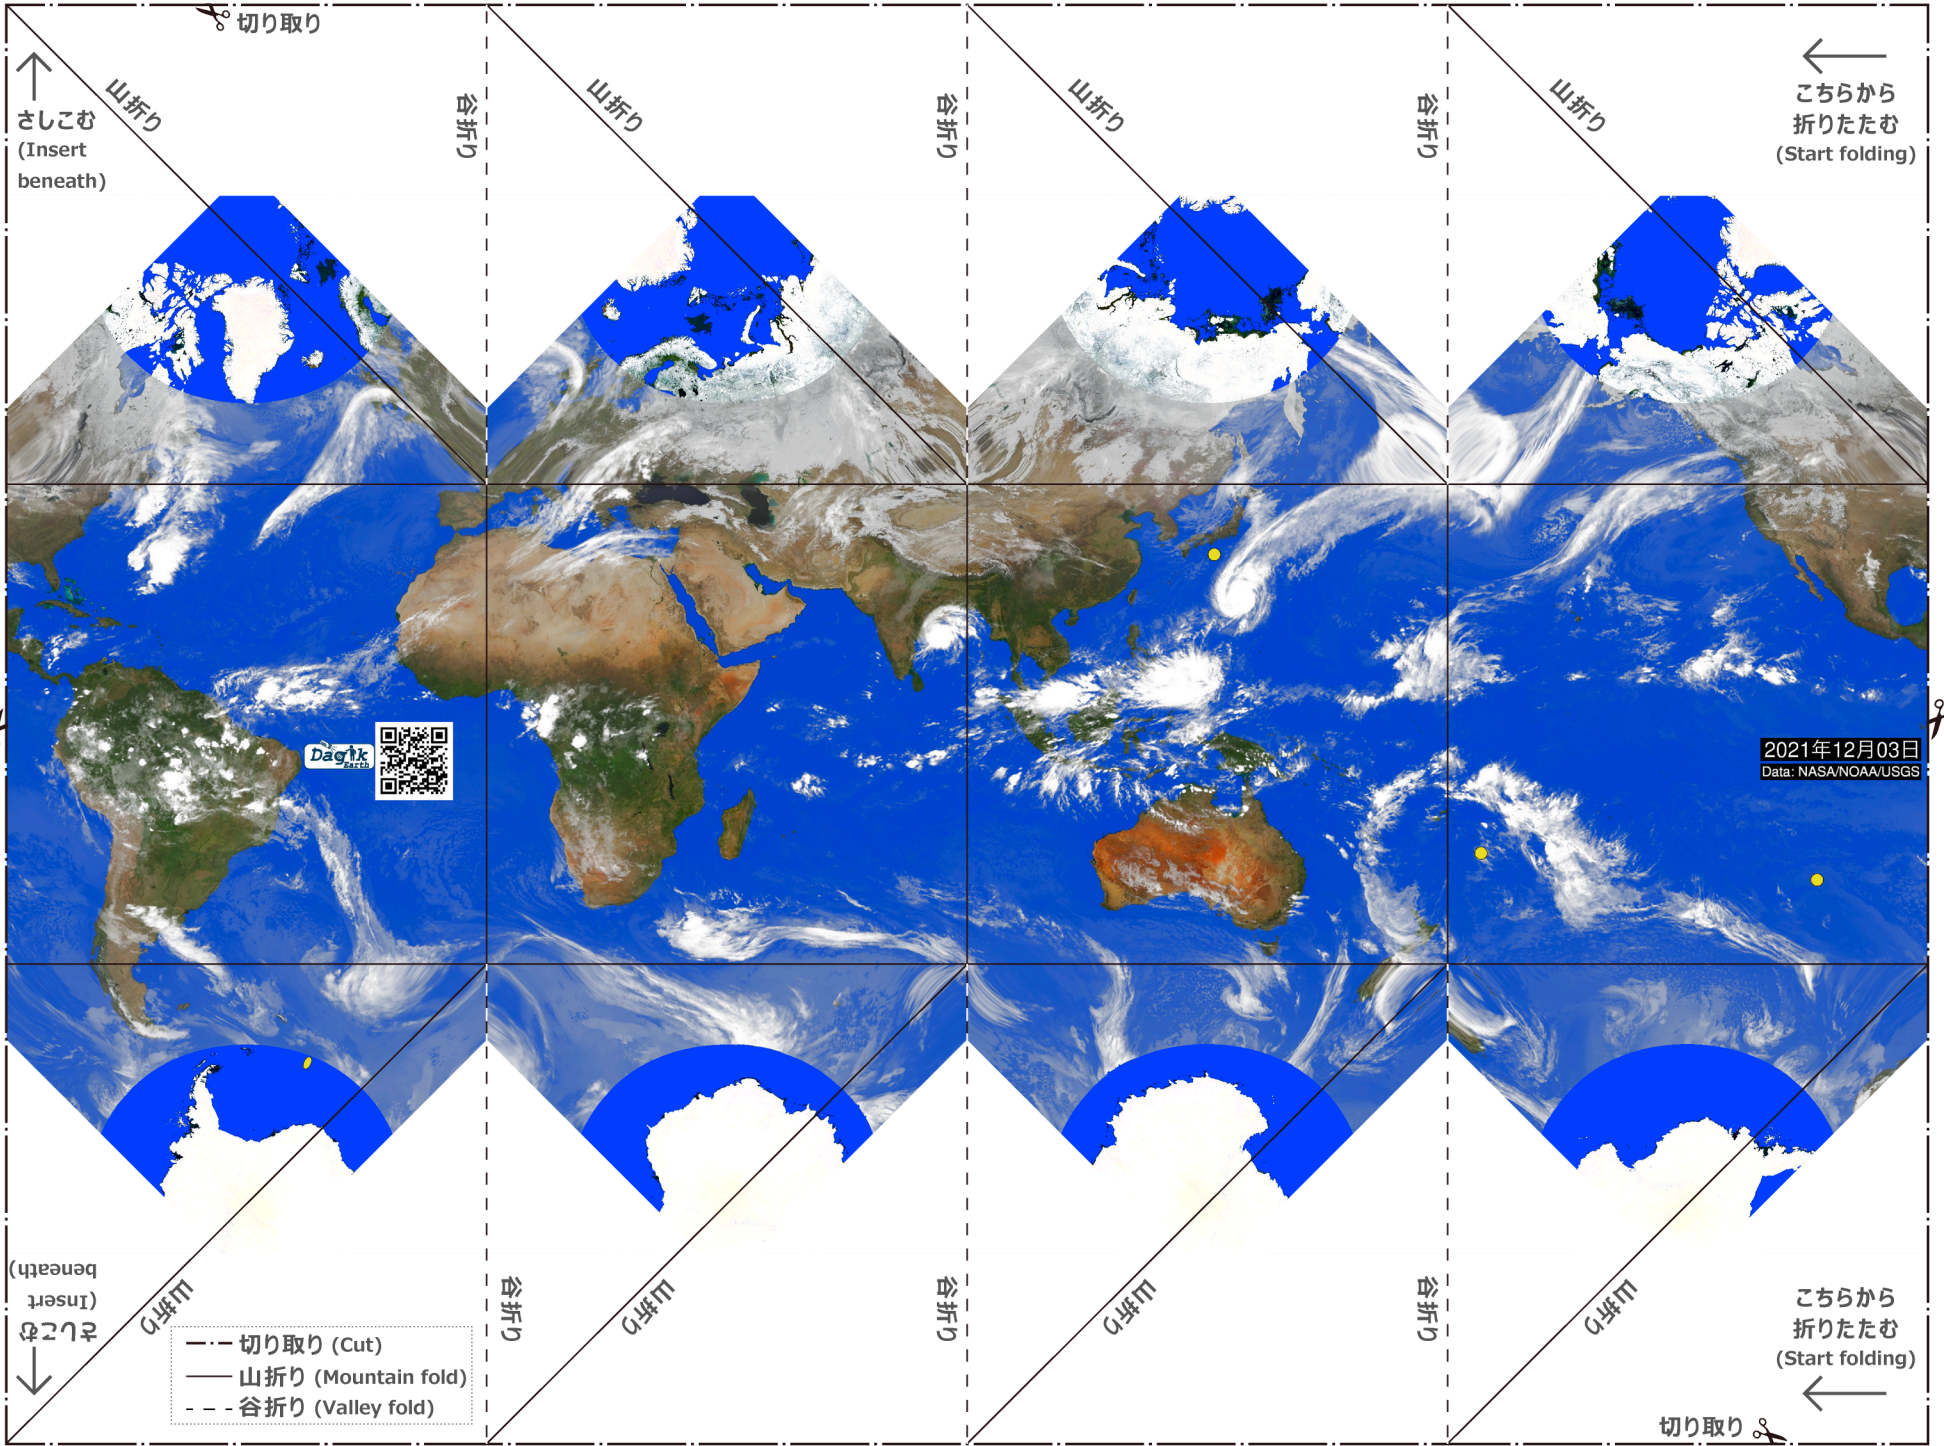 切り取り
山折り
谷折り
山折り
谷折り
山折り
谷折り
山折り
さしこむ
(Insert
beneath)
こちらから
折りたたむ
(Start folding)
Dagik
Earth
2021年12月03日
Data: NASA/NOAA/USGS
さしこむ
(Insert
beneath)
山折り
谷折り
山折り
谷折り
山折り
谷折り
山折り
こちらから
折りたたむ
(Start folding)
切り取り (Cut)
山折り (Mountain fold)
谷折り (Valley fold)
切り取り